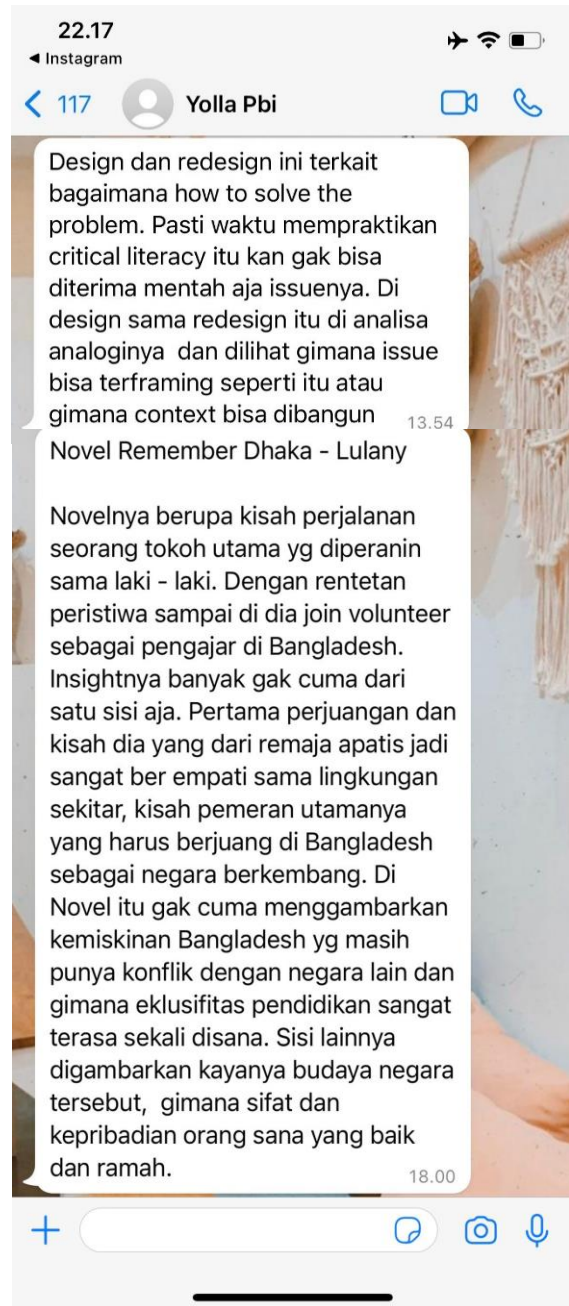 22.17
◀ Instagram
117 Yolla Pbi
Design dan redesign ini terkait
bagaimana how to solve the
problem. Pasti waktu mempraktikan
critical literacy itu kan gak bisa
diterima mentah aja issuenya. Di
design sama redesign itu di analisa
analoginya dan dilihat gimana issue
bisa terframing seperti itu atau
gimana context bisa dibangun 13.54
Novel Remember Dhaka - Lulany
Novelnya berupa kisah perjalanan
seorang tokoh utama yg diperanin
sama laki - laki. Dengan rentetan
peristiwa sampai di dia join volunteer
sebagai pengajar di Bangladesh.
Insightnya banyak gak cuma dari
satu sisi aja. Pertama perjuangan dan
kisah dia yang dari remaja apatis jadi
sangat ber empati sama lingkungan
sekitar, kisah pemeran utamanya
yang harus berjuang di Bangladesh
sebagai negara berkembang. Di
Novel itu gak cuma menggambarkan
kemiskinan Bangladesh yg masih
punya konflik dengan negara lain dan
gimana eklusifitas pendidikan sangat
terasa sekali disana. Sisi lainnya
digambarkan kayanya budaya negara
tersebut, gimana sifat dan
kepribadian orang sana yang baik
dan ramah. 18.00